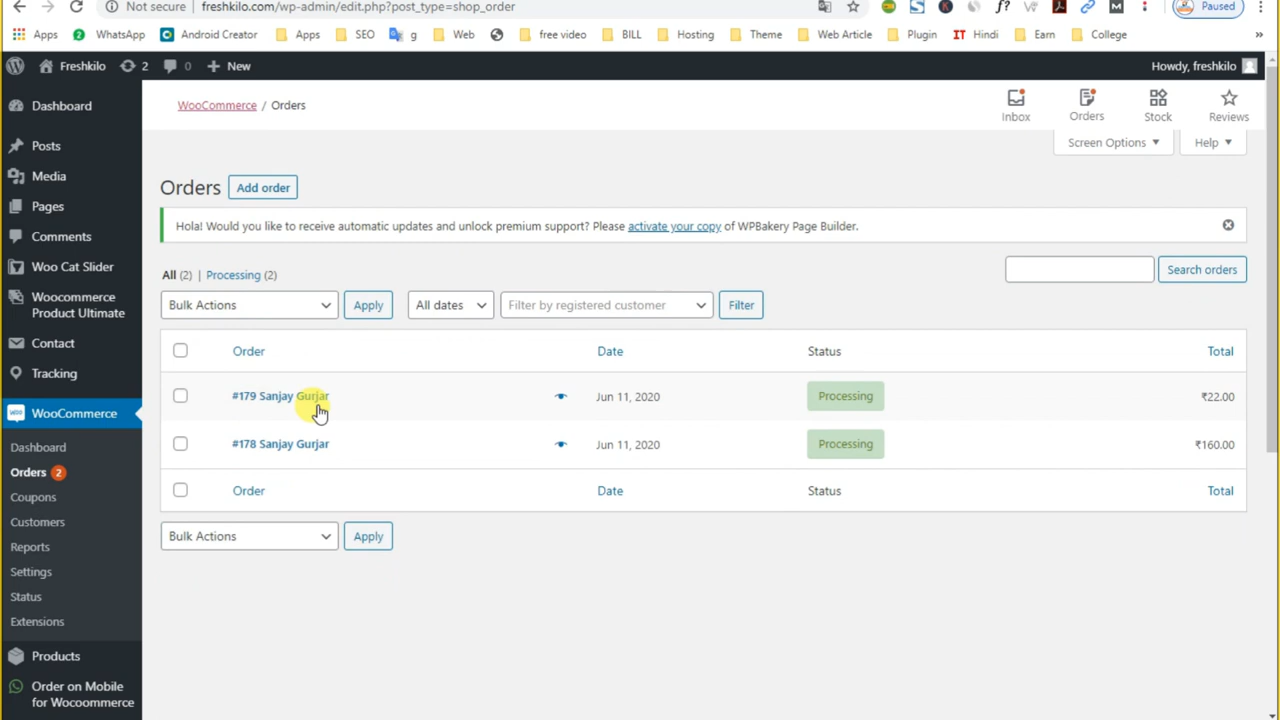 Not secure freshkilo.com/wp-admin/edit.php?post_type=shop_order Paused
Apps WhatsApp Android Creator Apps SEO g Web free video BILL Hosting Theme Web Article Plugin IT Hindi Earn College »
Freshkilo 2 0 + New Howdy, freshkilo
Dashboard
Posts
Media
Pages
Comments
Woo Cat Slider
Woocommerce
Product Ultimate
Contact
Tracking
WooCommerce
Dashboard
Orders 2
Coupons
Customers
Reports
Settings
Status
Extensions
Products
Order on Mobile
for Wocoommerce
WooCommerce / Orders
Inbox Orders Stock Reviews
Screen Options Help
Orders Add order
Hola! Would you like to receive automatic updates and unlock premium support? Please activate your copy of WPBakery Page Builder.
All (2) | Processing (2)
Search orders
Bulk Actions Apply All dates Filter by registered customer Filter
Order Date Status Total
#179 Sanjay Gurjar Jun 11, 2020 Processing ₹22.00
#178 Sanjay Gurjar Jun 11, 2020 Processing ₹160.00
Order Date Status Total
Bulk Actions Apply